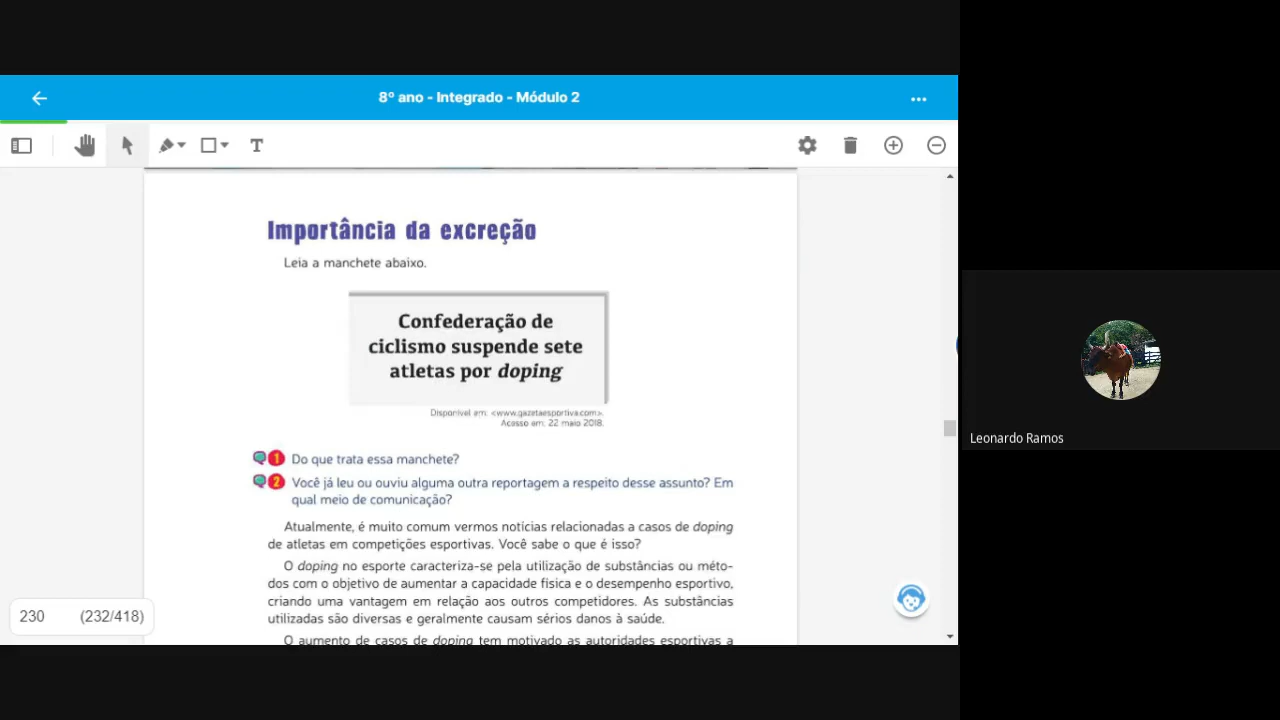 8º ano - Integrado - Módulo 2
T
Importância da excreção
Leia a manchete abaixo.
Confederação de
ciclismo suspende sete
atletas por doping
Disponível em: <www.gazetaesportiva.com>.
Acesso em: 22 maio 2018.
1 Do que trata essa manchete?
2 Você já leu ou ouviu alguma outra reportagem a respeito desse assunto? Em
qual meio de comunicação?
Atualmente, é muito comum vermos notícias relacionadas a casos de doping
de atletas em competições esportivas. Você sabe o que é isso?
O doping no esporte caracteriza-se pela utilização de substâncias ou méto-
dos com o objetivo de aumentar a capacidade física e o desempenho esportivo,
criando uma vantagem em relação aos outros competidores. As substâncias
utilizadas são diversas e geralmente causam sérios danos à saúde.
O aumento de casos de doping tem motivado as autoridades esportivas a
230 (232/418)
Leonardo Ramos